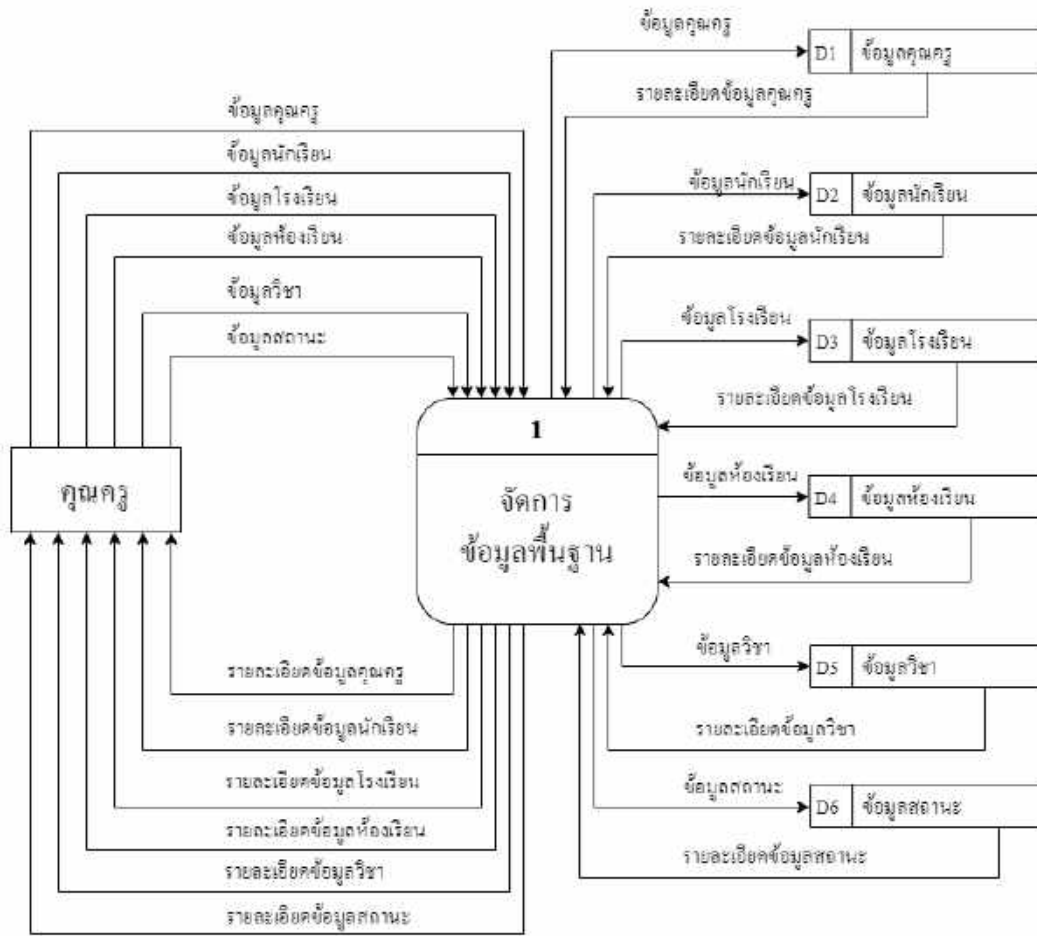 ข้อมูลคุณครู
D1 ข้อมูลคุณครู
รายละเอียดข้อมูลคุณครู
ข้อมูลคุณครู
ข้อมูลนักเรียน
ข้อมูลโรงเรียน
ข้อมูลห้องเรียน
ข้อมูลวิชา
ข้อมูลสถานะ
ข้อมูลนักเรียน
D2 ข้อมูลนักเรียน
รายละเอียดข้อมูลนักเรียน
ข้อมูลโรงเรียน
D3 ข้อมูลโรงเรียน
รายละเอียดข้อมูลโรงเรียน
คุณครู
1
จัดการ
ข้อมูลพื้นฐาน
ข้อมูลห้องเรียน
D4 ข้อมูลห้องเรียน
รายละเอียดข้อมูลห้องเรียน
ข้อมูลวิชา
D5 ข้อมูลวิชา
รายละเอียดข้อมูลวิชา
ข้อมูลสถานะ
D6 ข้อมูลสถานะ
รายละเอียดข้อมูลสถานะ
รายละเอียดข้อมูลคุณครู
รายละเอียดข้อมูลนักเรียน
รายละเอียดข้อมูลโรงเรียน
รายละเอียดข้อมูลห้องเรียน
รายละเอียดข้อมูลวิชา
รายละเอียดข้อมูลสถานะ